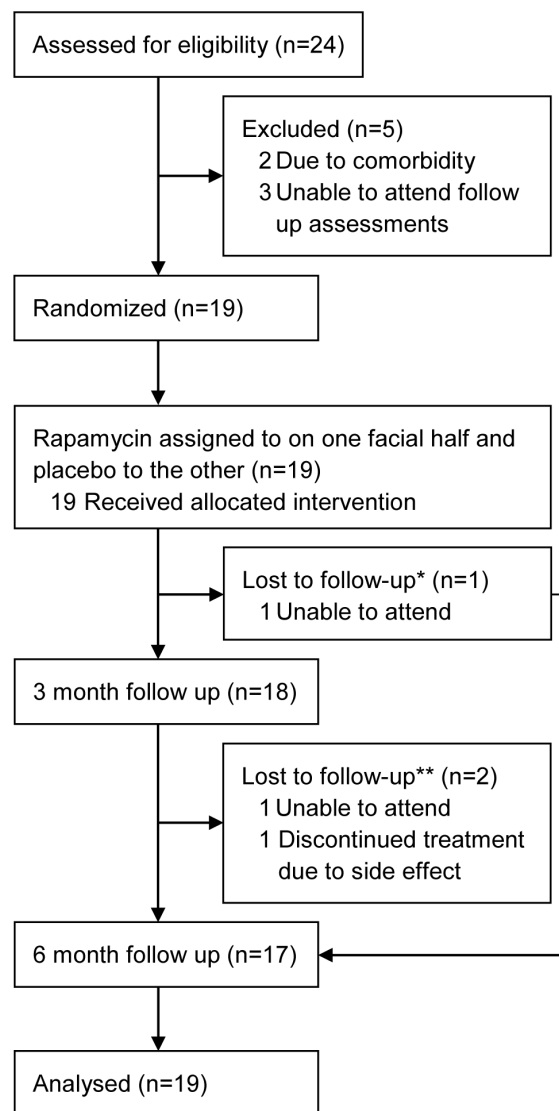 Assessed for eligibility (n=24)
Excluded (n=5)
2 Due to comorbidity
3 Unable to attend follow
up assessments
Randomized (n=19)
Rapamycin assigned to on one facial half and
placebo to the other (n=19)
19 Received allocated intervention
Lost to follow-up* (n=1)
1 Unable to attend
3 month follow up (n=18)
Lost to follow-up** (n=2)
1 Unable to attend
1 Discontinued treatment
due to side effect
6 month follow up (n=17)
Analysed (n=19)